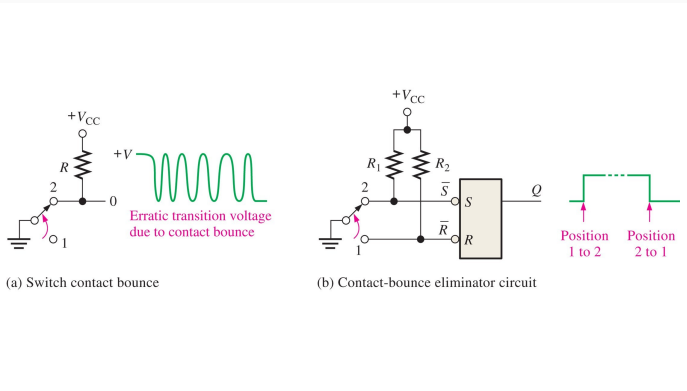 +VCC
R
+V
2
0
1
Erratic transition voltage
due to contact bounce
(a) Switch contact bounce
+VCC
R1
R2
2
S̅
S
Q
R̅
R
1
Position
1 to 2
Position
2 to 1
(b) Contact-bounce eliminator circuit